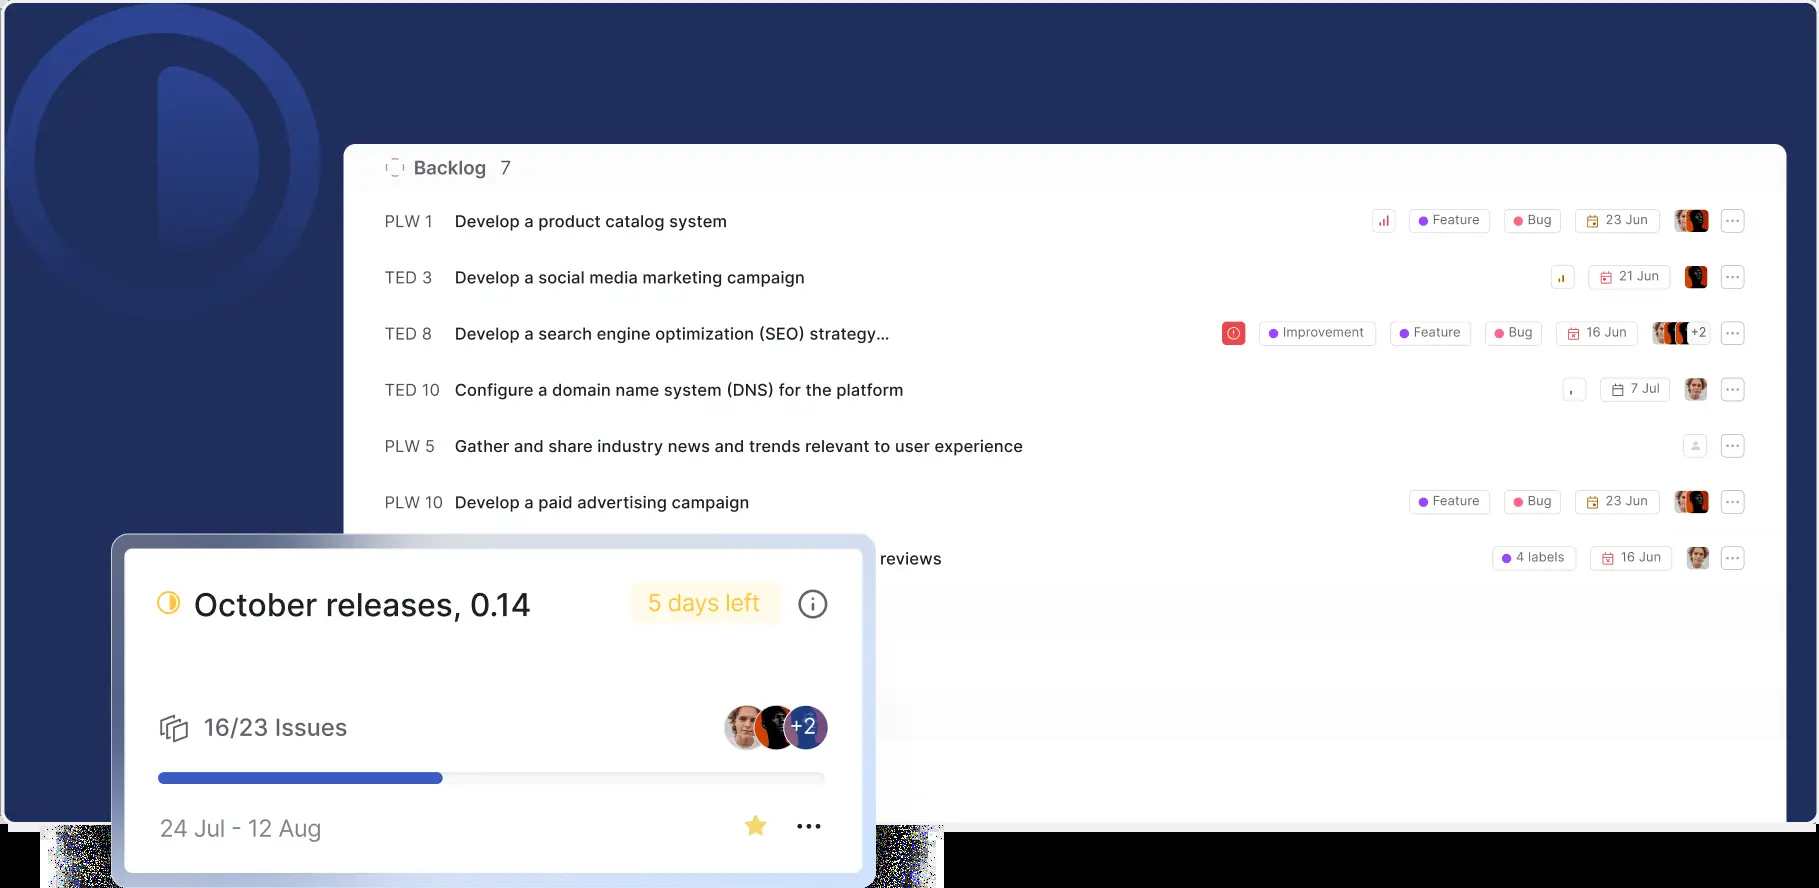 Backlog 7
PLW 1 Develop a product catalog system Feature Bug 23 Jun
TED 3 Develop a social media marketing campaign 21 Jun
TED 8 Develop a search engine optimization (SEO) strategy... Improvement Feature Bug 16 Jun +2
TED 10 Configure a domain name system (DNS) for the platform 7 Jul
PLW 5 Gather and share industry news and trends relevant to user experience
PLW 10 Develop a paid advertising campaign Feature Bug 23 Jun
reviews 4 labels 16 Jun
October releases, 0.14 5 days left
16/23 Issues +2
24 Jul - 12 Aug